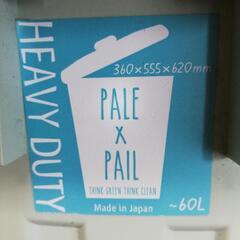 HEAVY DUTY
360×555×620mm
PALE
×
PAIL
THINK GREEN THINK CLEAN
Made in Japan
~60L